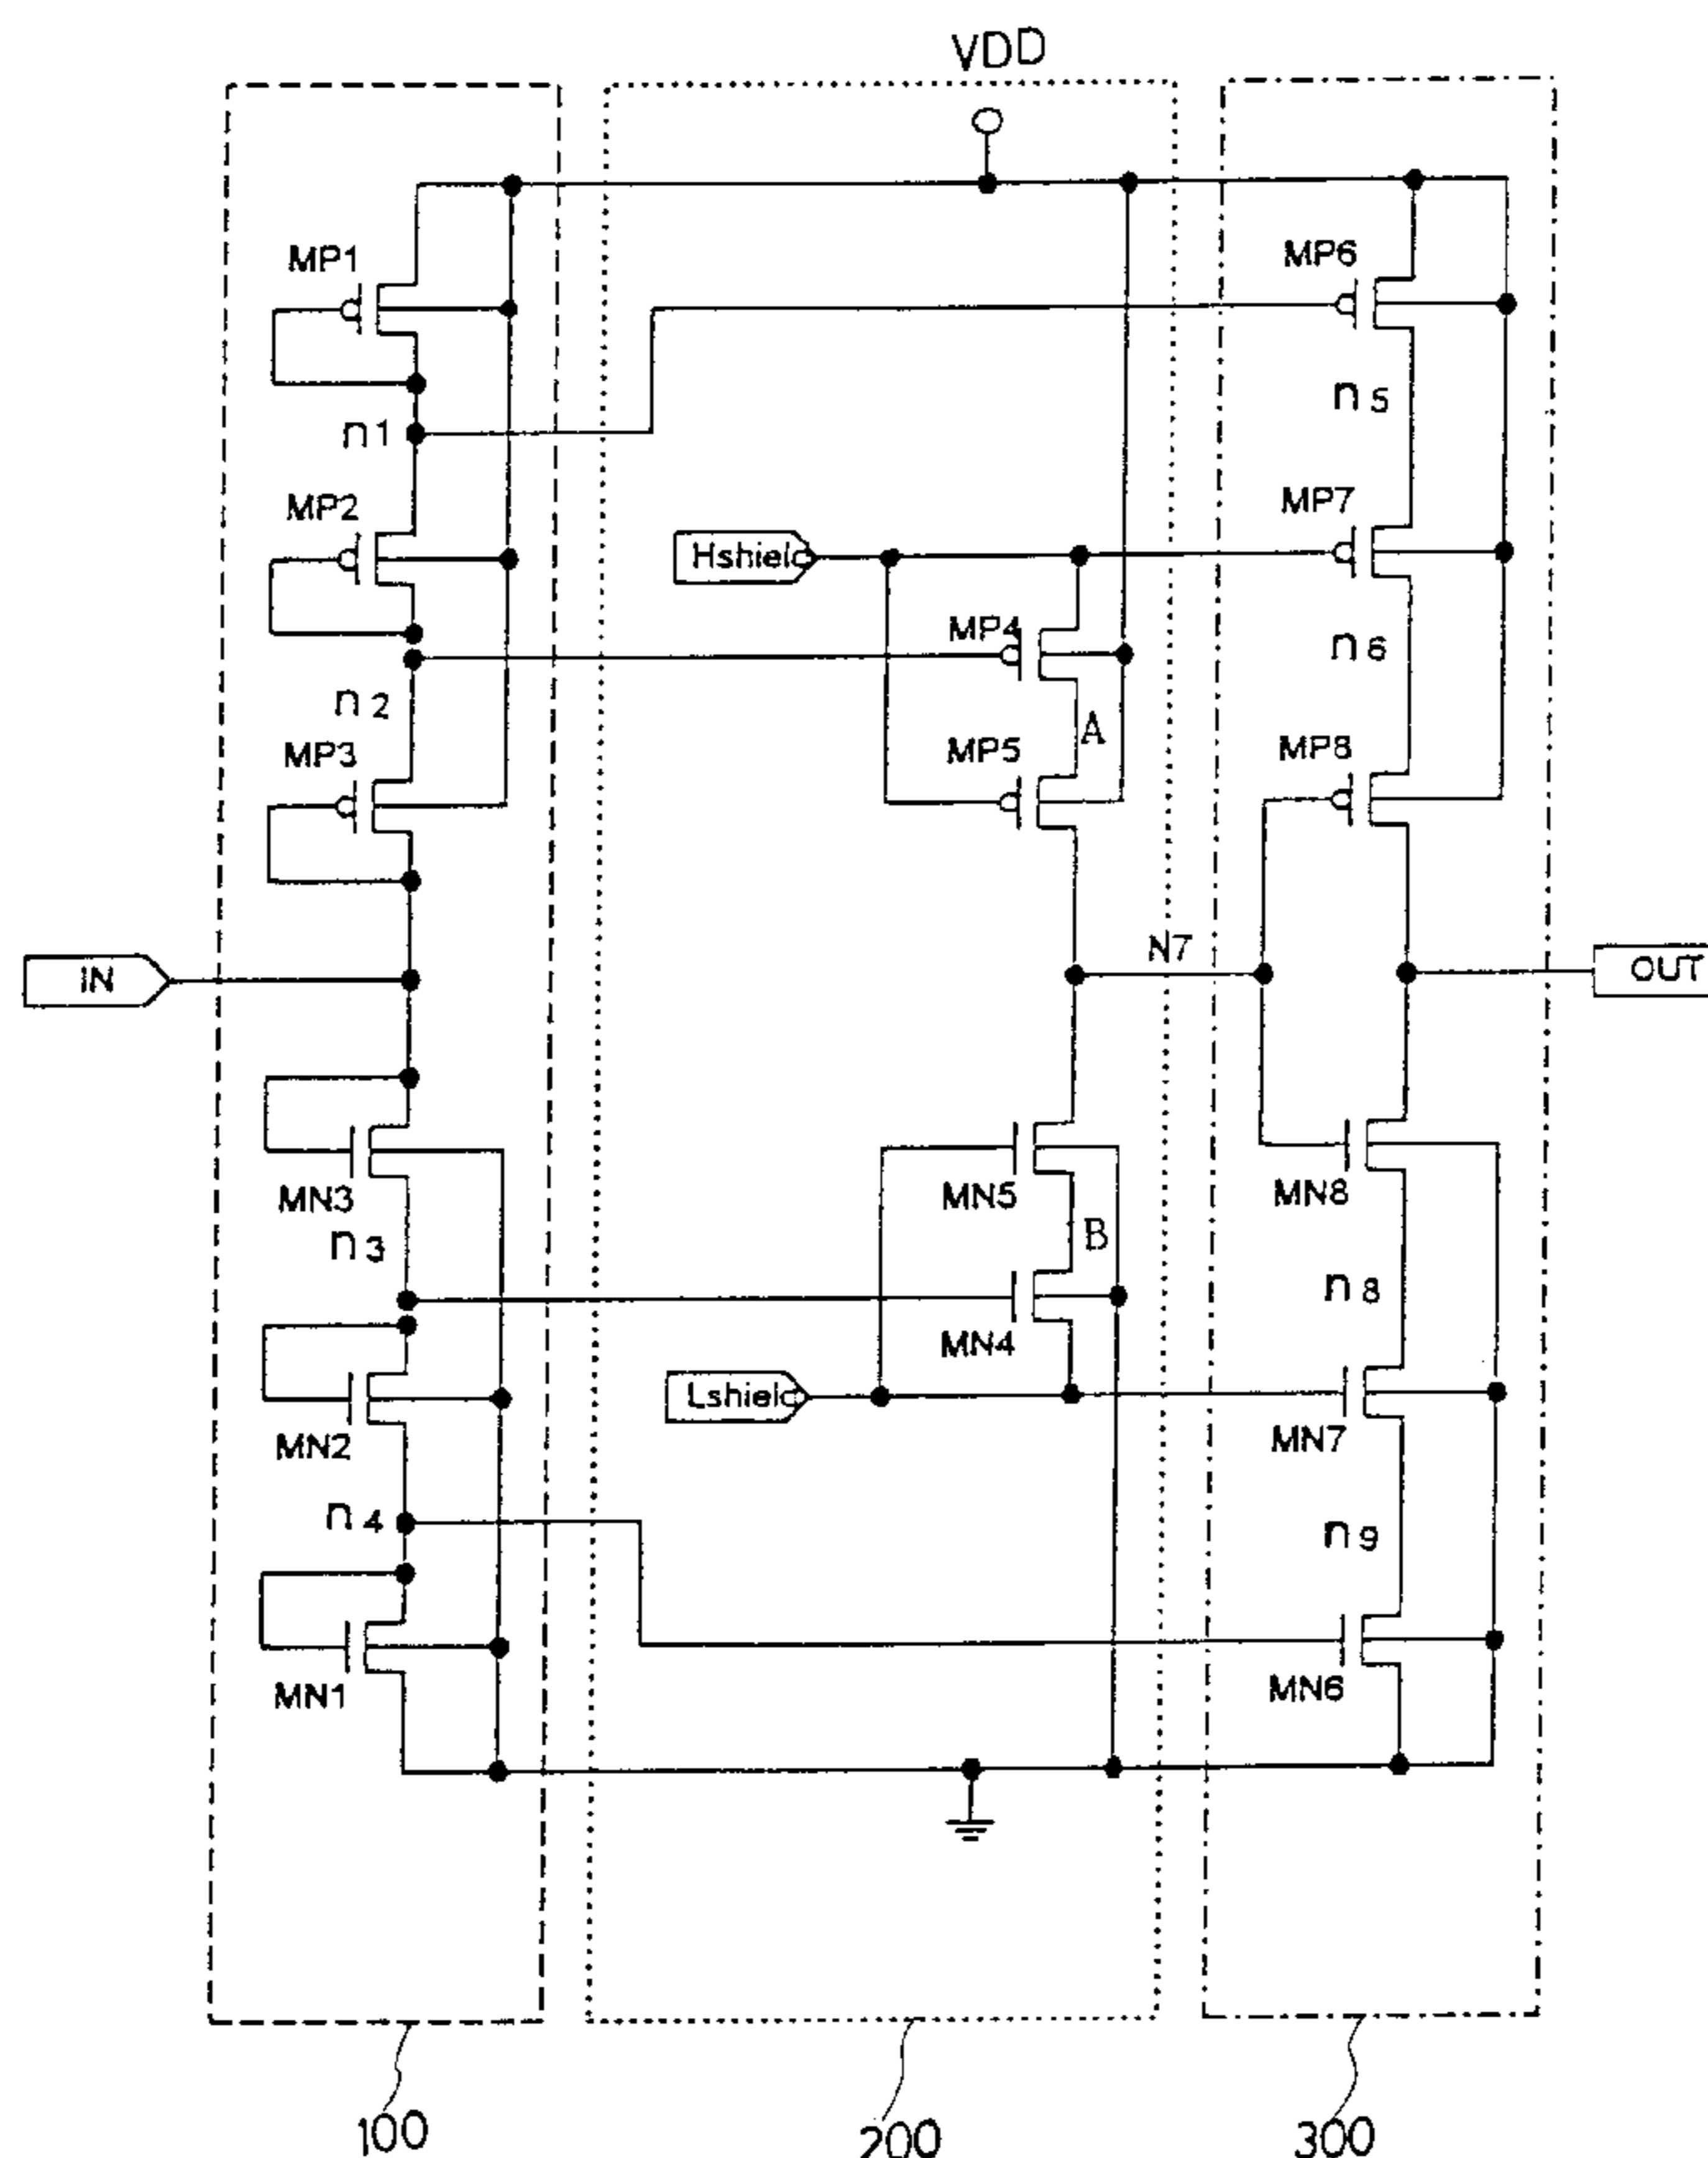 VDD
MP1
MP6
n5
n1
MP2
MP7
Hshield
MP4
n6
n2
A
MP3
MP5
MP8
N7
IN
OUT
MN3
MN5
MN8
n3
B
n8
MN4
Lshield
MN2
MN7
n4
n9
MN1
MN6
100
200
300